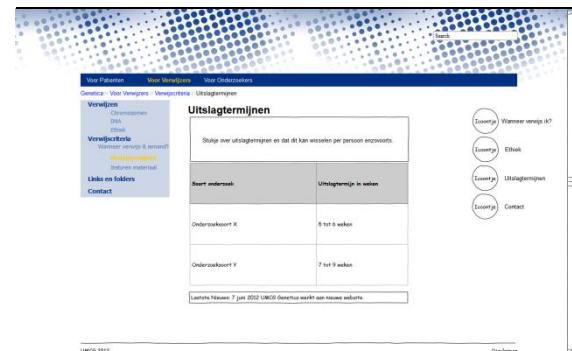 Search
Voor Patienten Voor Verwijzers Voor Onderzoekers
Genetica > Voor Verwijzers > Verwijscriteria > Uitslagtermijnen
Verwijzen
Chromosomen
DNA
Ethiek
Verwijscriteria
Wanneer verwijs ik iemand?
Uitslagtermijnen
Insturen materiaal
Links en folders
Contact
Uitslagtermijnen
Stukje over uitslagtermijnen en dat dit kan wisselen per persoon enzovoorts.
Soort onderzoek Uitslagtermijn in weken
Onderzoeksoort X 5 tot 6 weken
Onderzoeksoort Y 7 tot 9 weken
Laatste Nieuws: 7 juni 2012 UMCG Genetica werkt aan nieuwe website.
Icoontje Wanneer verwijs ik?
Icoontje Ethiek
Icoontje Uitslagtermijnen
Icoontje Contact
UMCG 2012